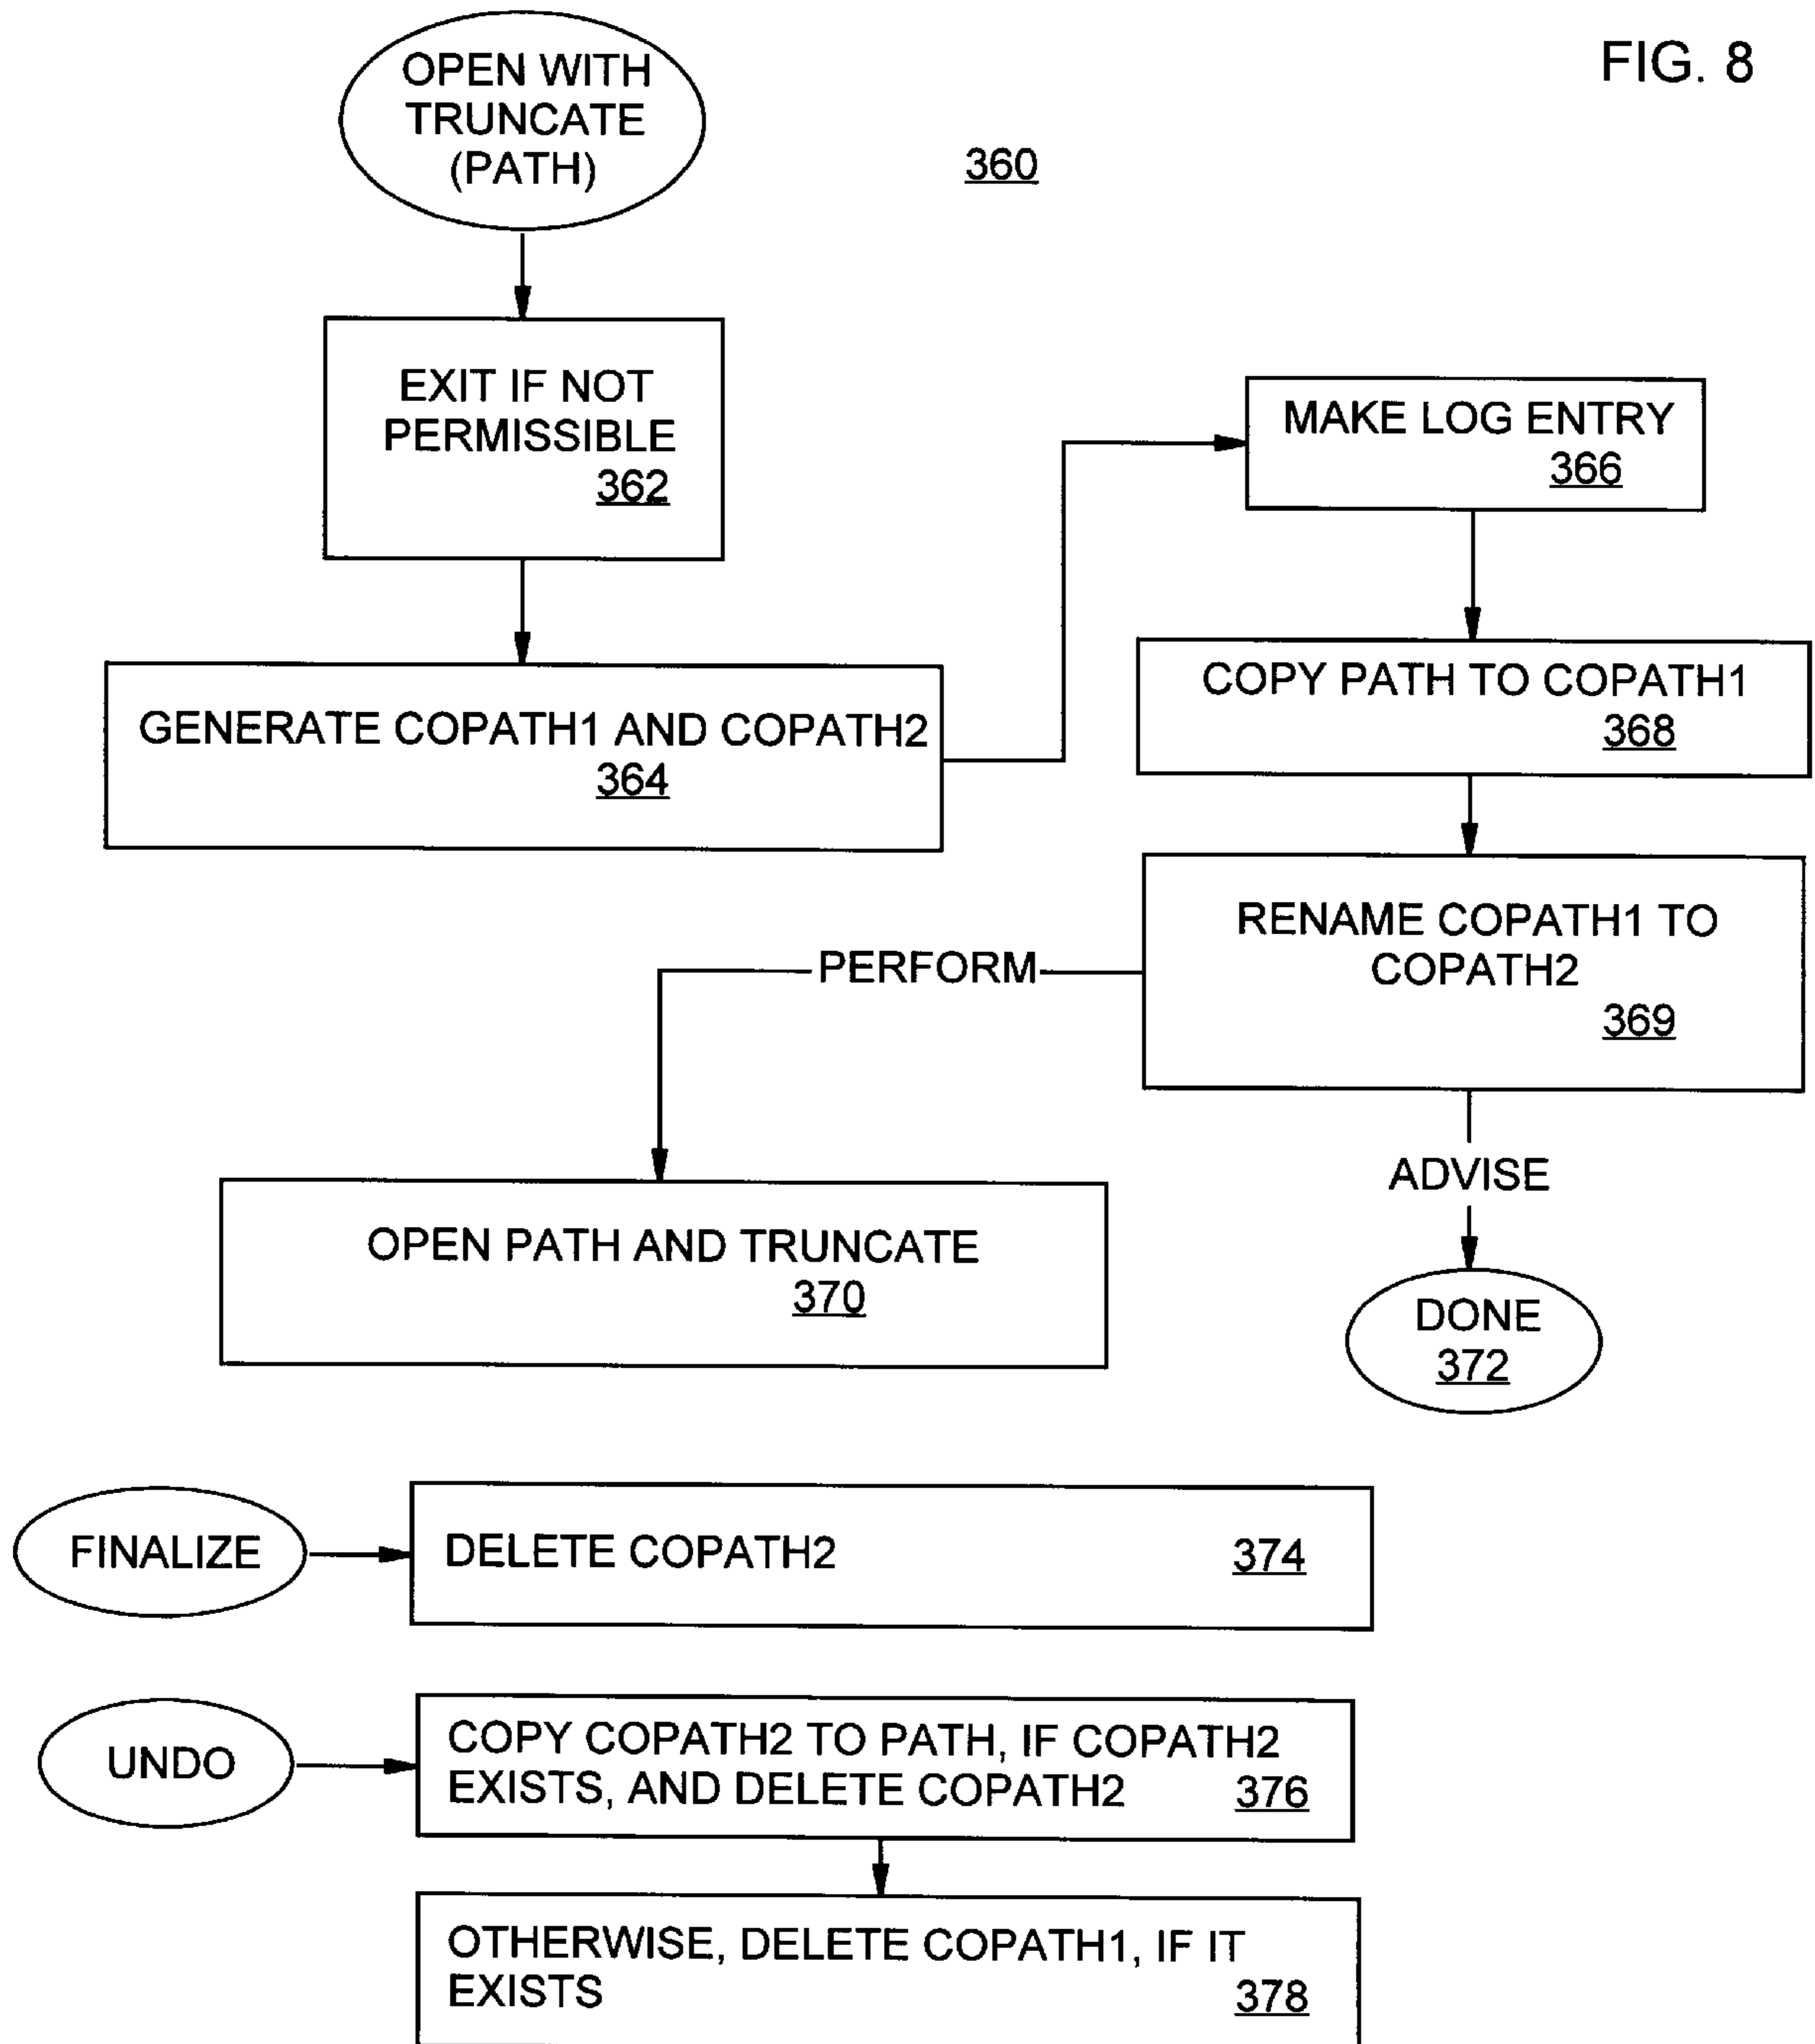 FIG. 8
OPEN WITH
TRUNCATE
(PATH)
360
EXIT IF NOT
PERMISSIBLE
362
GENERATE COPATH1 AND COPATH2
364
MAKE LOG ENTRY
366
COPY PATH TO COPATH1
368
RENAME COPATH1 TO
COPATH2
369
PERFORM
ADVISE
OPEN PATH AND TRUNCATE
370
DONE
372
FINALIZE
DELETE COPATH2 374
UNDO
COPY COPATH2 TO PATH, IF COPATH2
EXISTS, AND DELETE COPATH2 376
OTHERWISE, DELETE COPATH1, IF IT
EXISTS 378